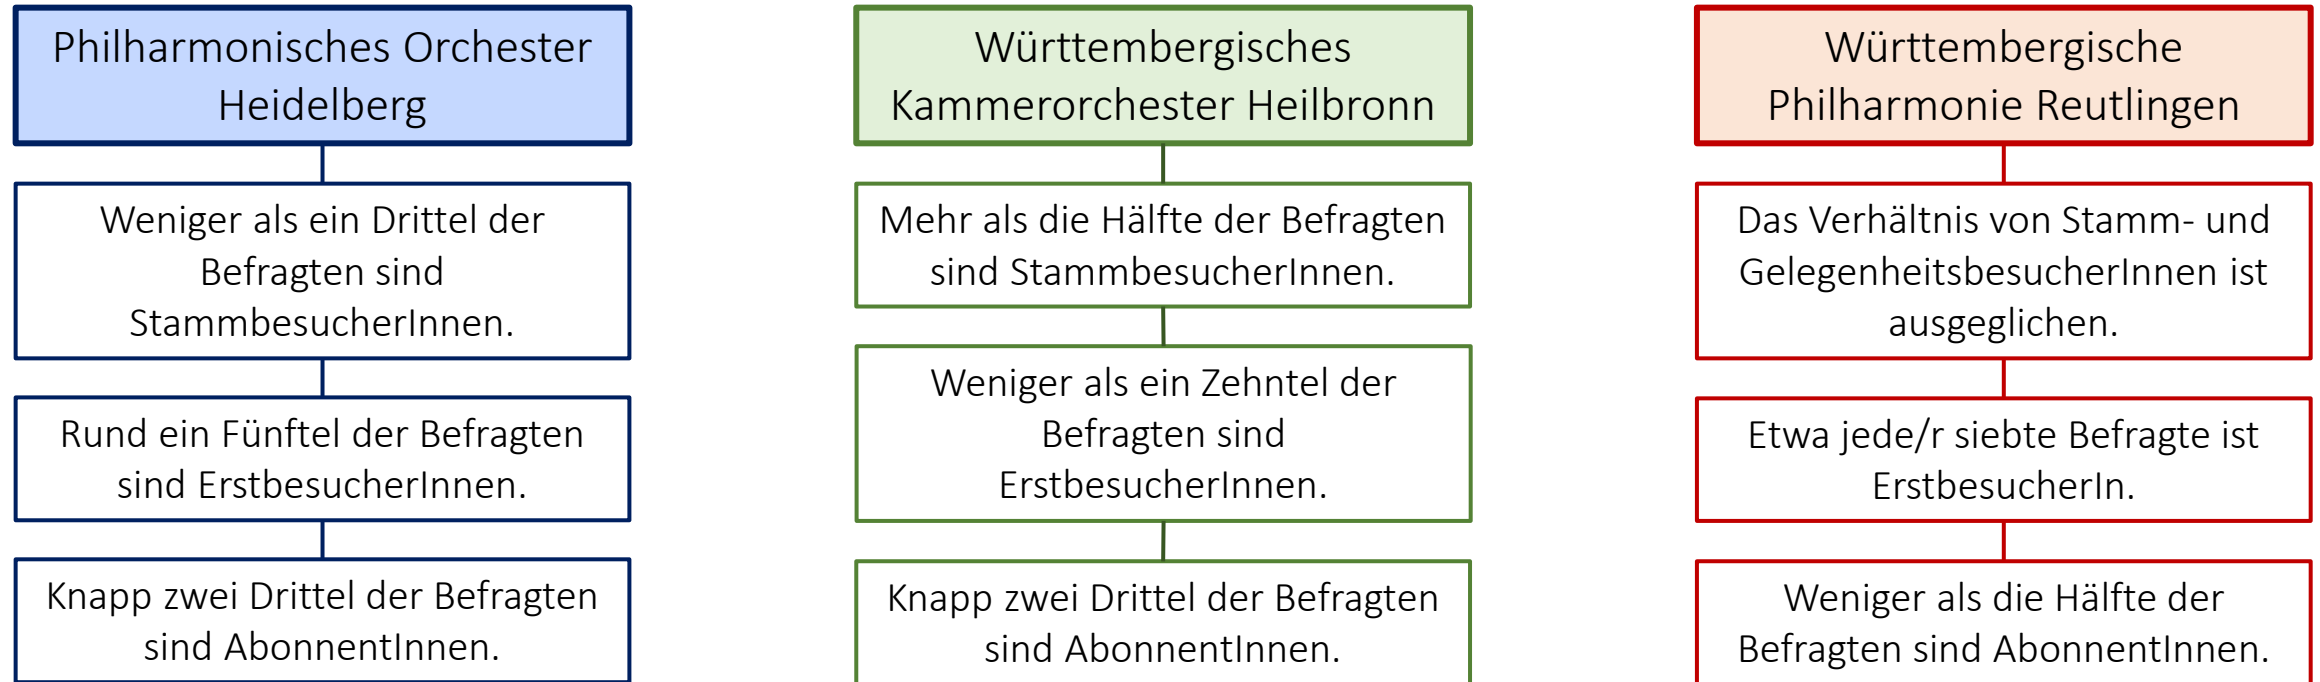 Philharmonisches Orchester
Heidelberg
Weniger als ein Drittel der
Befragten sind
StammbesucherInnen.
Rund ein Fünftel der Befragten
sind ErstbesucherInnen.
Knapp zwei Drittel der Befragten
sind AbonnentInnen.
Württembergisches
Kammerorchester Heilbronn
Mehr als die Hälfte der Befragten
sind StammbesucherInnen.
Weniger als ein Zehntel der
Befragten sind
ErstbesucherInnen.
Knapp zwei Drittel der Befragten
sind AbonnentInnen.
Württembergische
Philharmonie Reutlingen
Das Verhältnis von Stamm- und
GelegenheitsbesucherInnen ist
ausgeglichen.
Etwa jede/r siebte Befragte ist
ErstbesucherIn.
Weniger als die Hälfte der
Befragten sind AbonnentInnen.